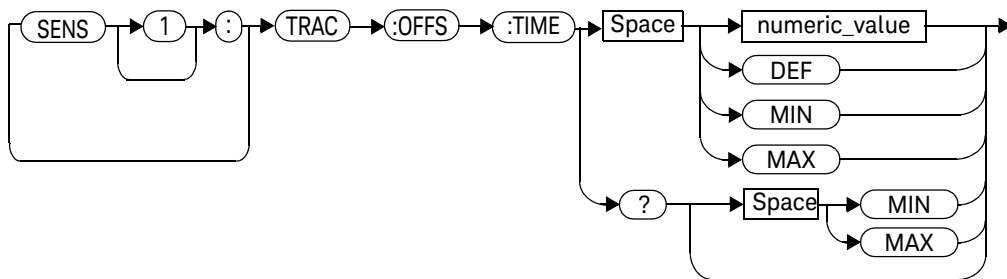 SENS 1 : TRAC :OFFS :TIME Space numeric_value
DEF
MIN
MAX
? Space MIN
MAX